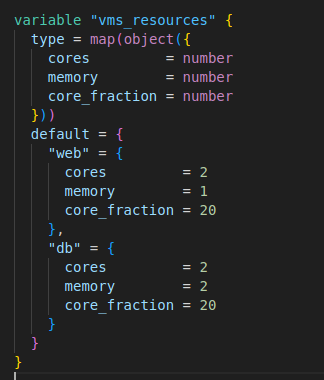 variable "vms_resources" {
  type = map(object({
    cores         = number
    memory        = number
    core_fraction = number
  }))
  default = {
    "web" = {
      cores         = 2
      memory        = 1
      core_fraction = 20
    },
    "db" = {
      cores         = 2
      memory        = 2
      core_fraction = 20
    }
  }
}